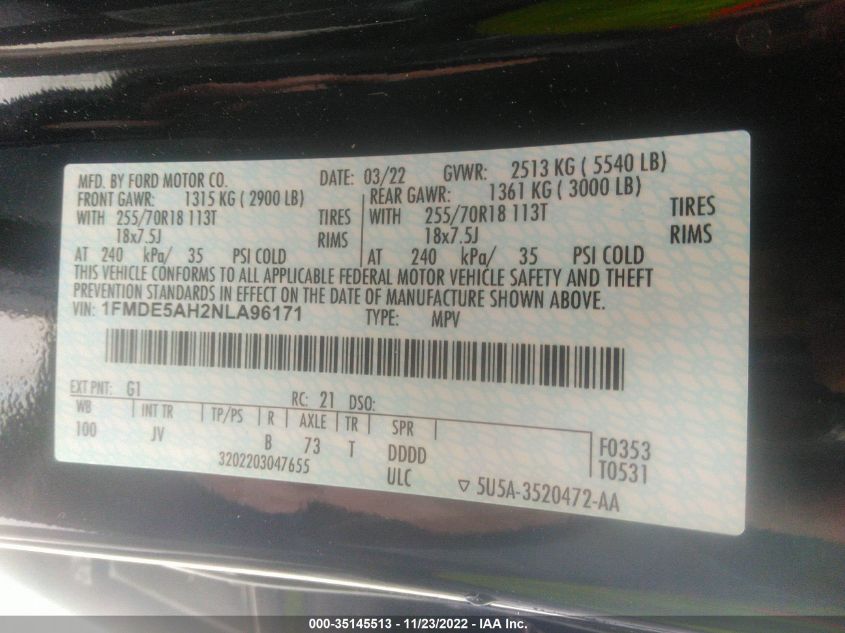 MFD. BY FORD MOTOR CO. DATE: 03/22 GVWR: 2513 KG ( 5540 LB)
FRONT GAWR: 1315 KG ( 2900 LB) REAR GAWR: 1361 KG ( 3000 LB)
WITH 255/70R18 113T TIRES WITH 255/70R18 113T TIRES
18x7.5J RIMS 18x7.5J RIMS
AT 240 kPa/ 35 PSI COLD AT 240 kPa/ 35 PSI COLD
THIS VEHICLE CONFORMS TO ALL APPLICABLE FEDERAL MOTOR VEHICLE SAFETY AND THEFT
PREVENTION STANDARDS IN EFFECT ON THE DATE OF MANUFACTURE SHOWN ABOVE.
VIN: 1FMDE5AH2NLA96171 TYPE: MPV
EXT PNT: G1 RC: 21 DSO:
WB INT TR TP/PS R AXLE TR SPR
100 JV B 73 T DDDD F0353
3202203047655 ULC T0531
▽ 5U5A-3520472-AA
000-35145513 - 11/23/2022 - IAA Inc.